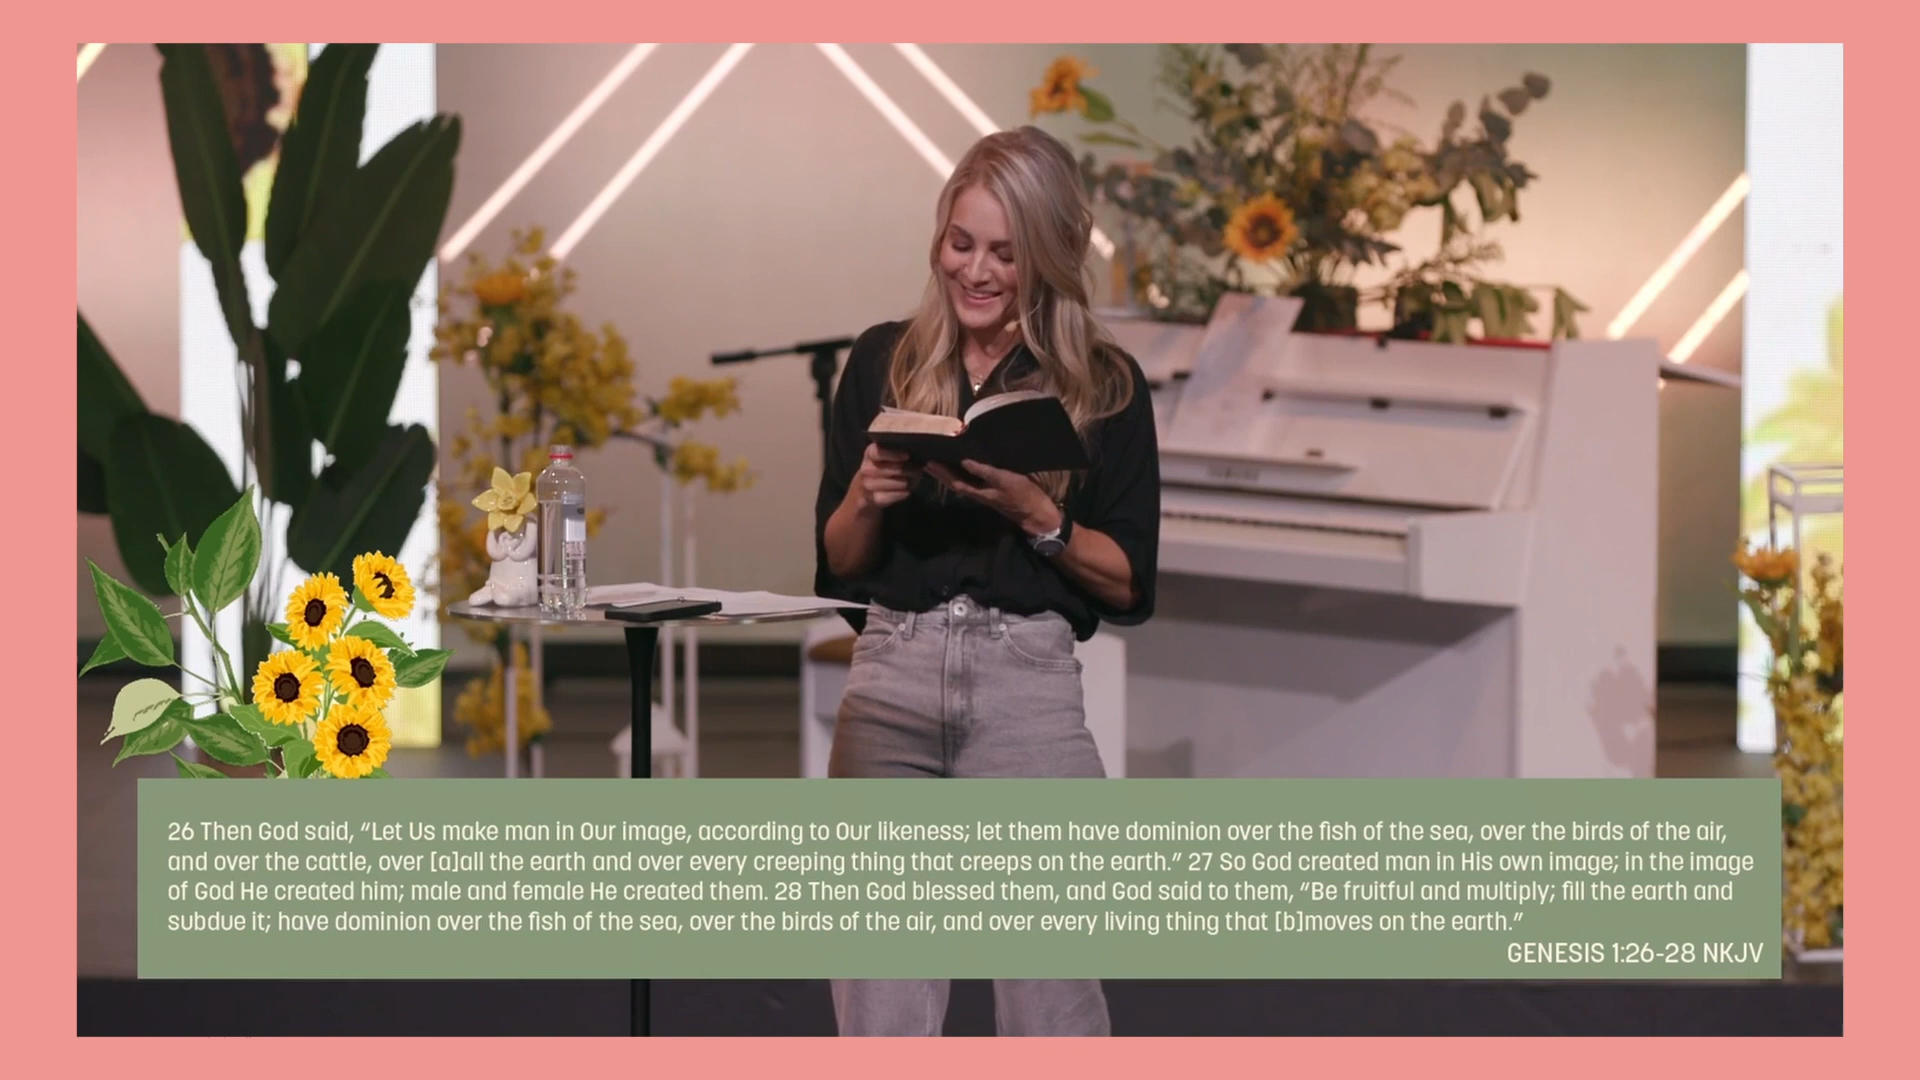 26 Then God said, “Let Us make man in Our image, according to Our likeness; let them have dominion over the fish of the sea, over the birds of the air,
and over the cattle, over [a]all the earth and over every creeping thing that creeps on the earth.” 27 So God created man in His own image; in the image
of God He created him; male and female He created them. 28 Then God blessed them, and God said to them, “Be fruitful and multiply; fill the earth and
subdue it; have dominion over the fish of the sea, over the birds of the air, and over every living thing that [b]moves on the earth.”
GENESIS 1:26-28 NKJV